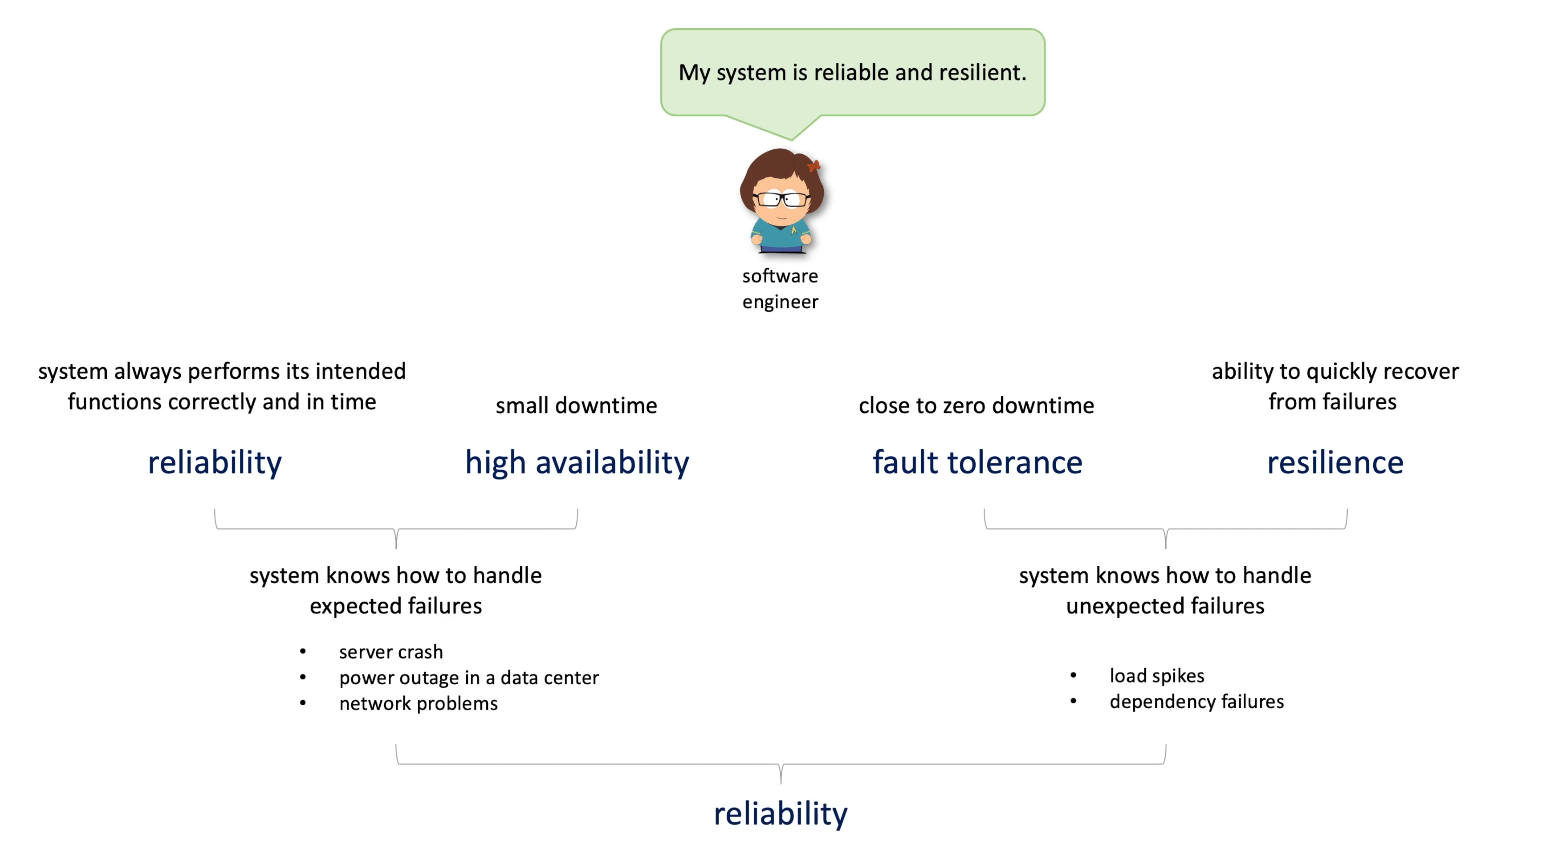 My system is reliable and resilient.
software
engineer
system always performs its intended
functions correctly and in time
small downtime
close to zero downtime
ability to quickly recover
from failures
reliability
high availability
fault tolerance
resilience
system knows how to handle
expected failures
• server crash
• power outage in a data center
• network problems
system knows how to handle
unexpected failures
• load spikes
• dependency failures
reliability